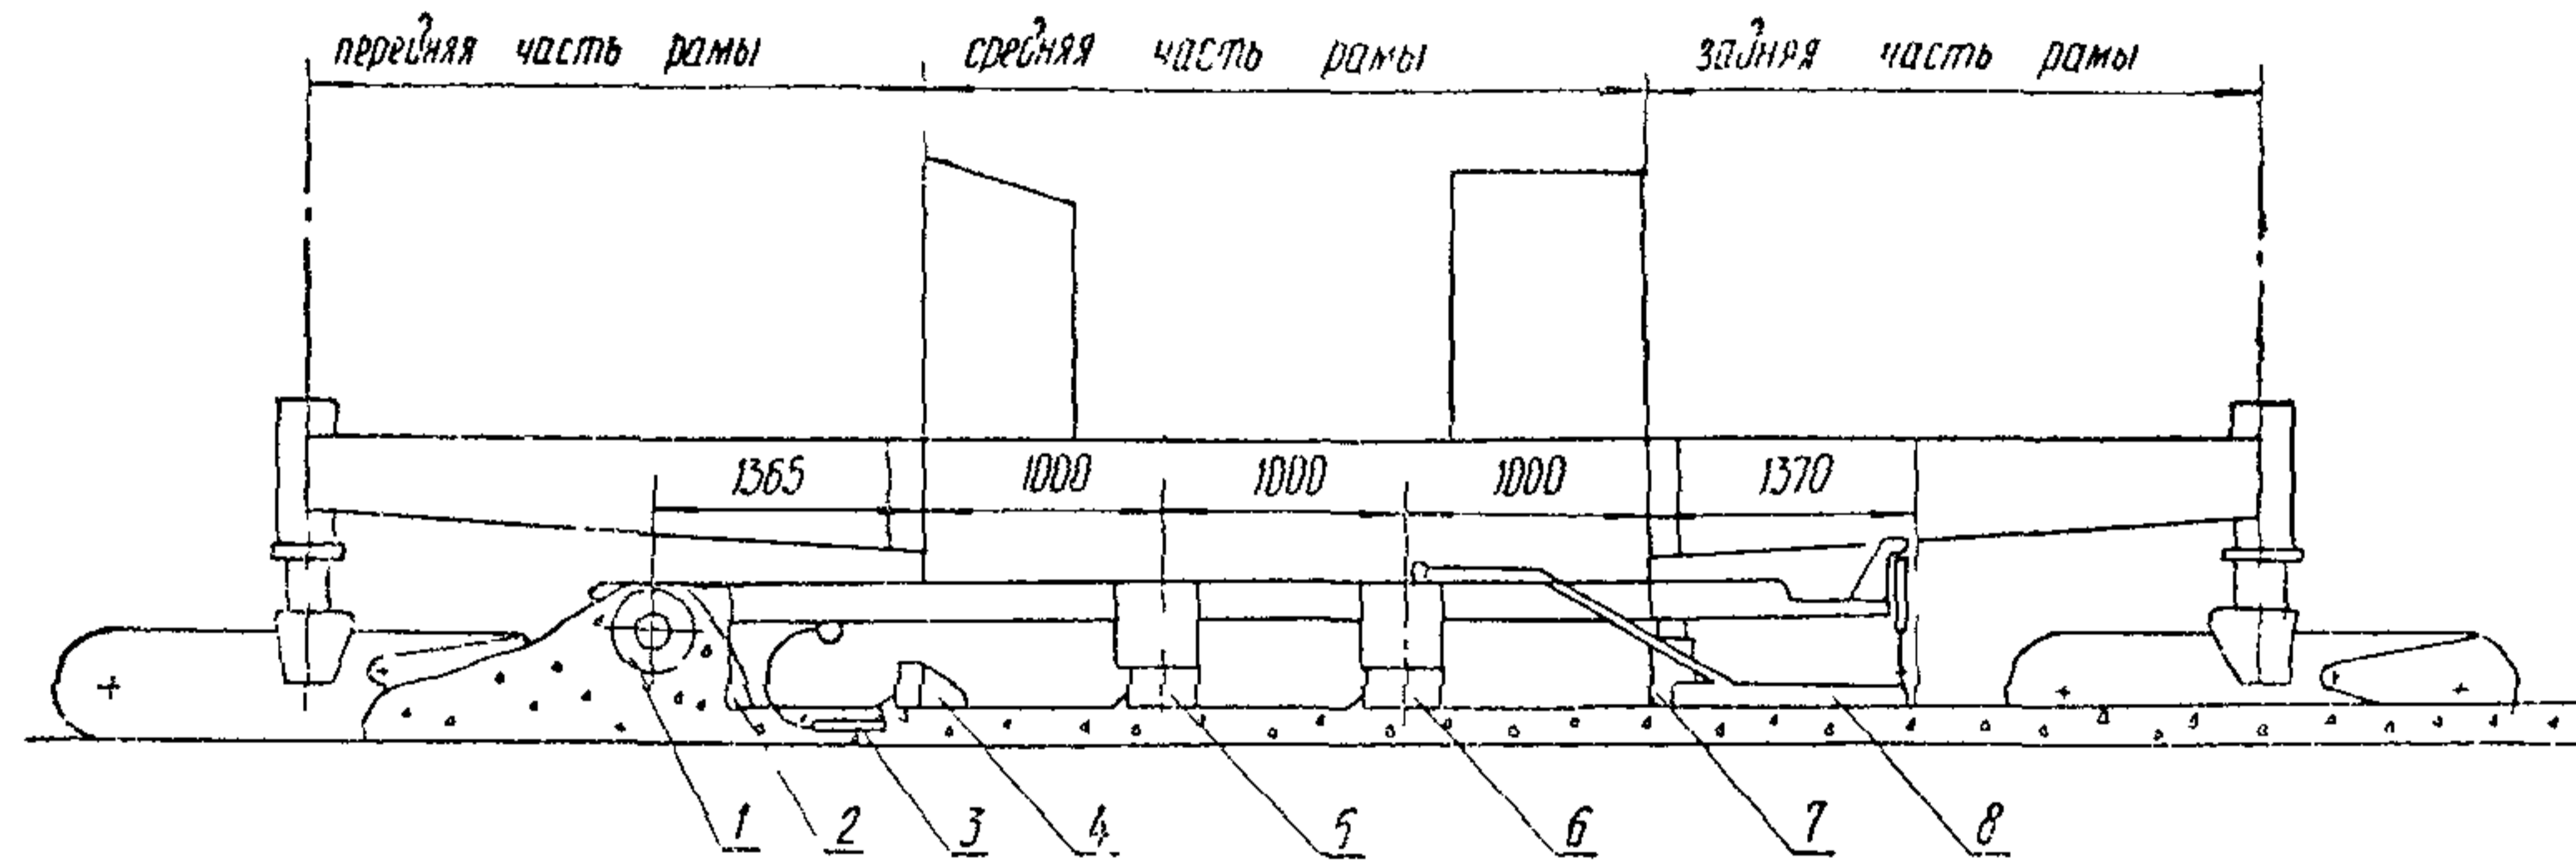 передняя часть рамы средняя часть рамы задняя часть рамы
1365 1000 1000 1000 1370
1 2 3 4 5 6 7 8